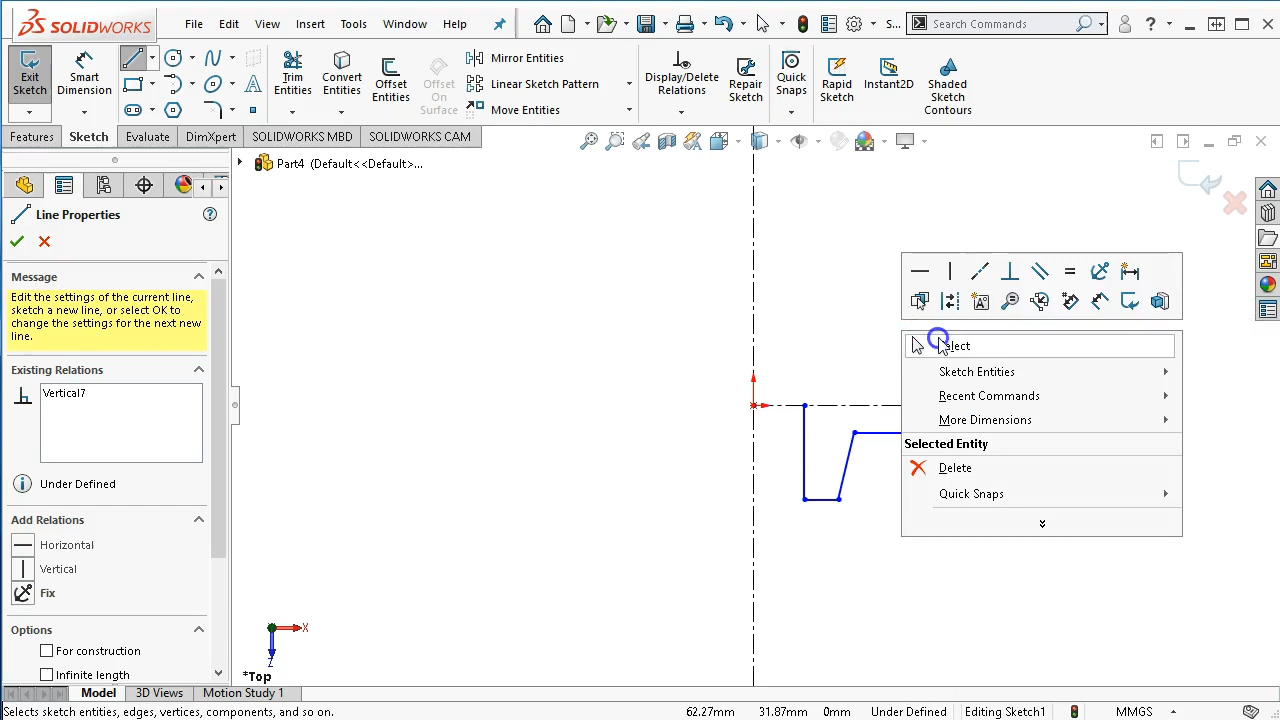 SOLIDWORKS
File Edit View Insert Tools Window Help
S...
Search Commands
?
Exit Sketch
Smart Dimension
Trim Entities
Convert Entities
Offset Entities
Offset On Surface
Mirror Entities
Linear Sketch Pattern
Move Entities
Display/Delete Relations
Repair Sketch
Quick Snaps
Rapid Sketch
Instant2D
Shaded Sketch Contours
Features Sketch Evaluate DimXpert SOLIDWORKS MBD SOLIDWORKS CAM
Part4 (Default<<Default>...
Line Properties
Message
Edit the settings of the current line,
sketch a new line, or select OK to
change the settings for the next new
line.
Existing Relations
Vertical7
Under Defined
Add Relations
Horizontal
Vertical
Fix
Options
For construction
Infinite length
Select
Sketch Entities
Recent Commands
More Dimensions
Selected Entity
Delete
Quick Snaps
X
Z
*Top
Model 3D Views Motion Study 1
Selects sketch entities, edges, vertices, components, and so on. 62.27mm 31.87mm 0mm Under Defined Editing Sketch1 MMGS